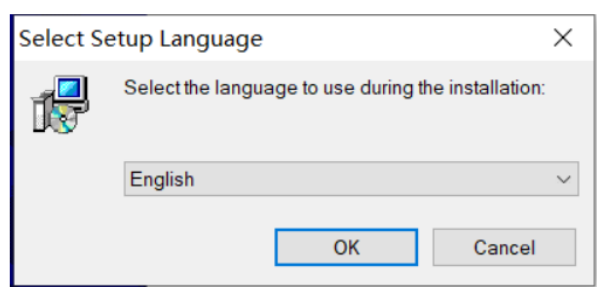 Select Setup Language
Select the language to use during the installation:
English
OK
Cancel